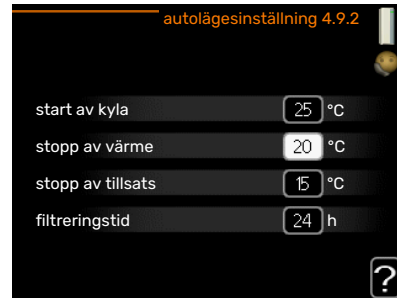 autolägesinställning 4.9.2
start av kyla 25 °C
stopp av värme 20 °C
stopp av tillsats 15 °C
filtreringstid 24 h
?